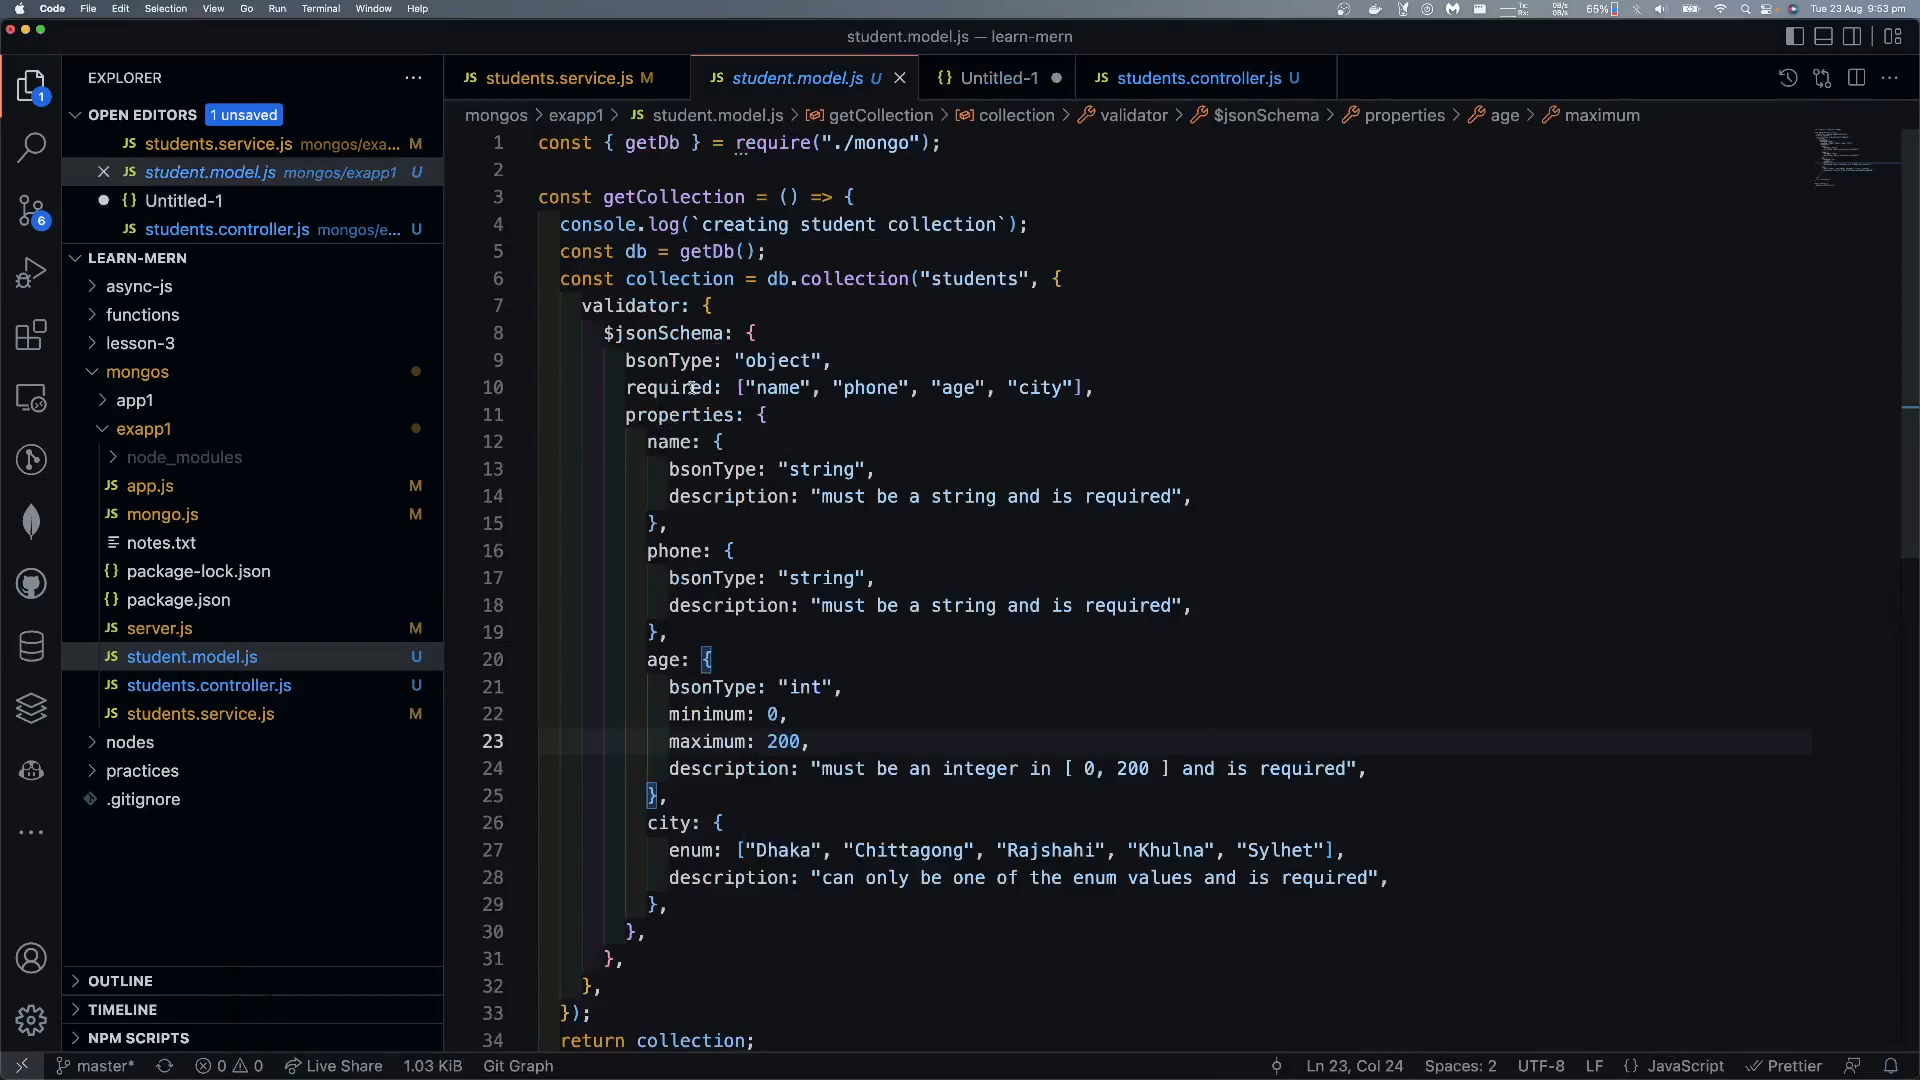 Code File Edit Selection View Go Run Terminal Window Help 65% Tue 23 Aug 9:53 pm
student.model.js — learn-mern
EXPLORER
OPEN EDITORS 1 unsaved
JS students.service.js mongos/exa... M
JS student.model.js mongos/exapp1 U
{} Untitled-1
JS students.controller.js mongos/e... U
LEARN-MERN
async-js
functions
lesson-3
mongos
app1
exapp1
node_modules
JS app.js M
JS mongo.js M
notes.txt
{} package-lock.json
{} package.json
JS server.js M
JS student.model.js U
JS students.controller.js U
JS students.service.js M
nodes
practices
.gitignore
OUTLINE
TIMELINE
NPM SCRIPTS
1
6
JS students.service.js M JS student.model.js U {} Untitled-1 JS students.controller.js U
mongos > exapp1 > JS student.model.js > getCollection > collection > validator > $jsonSchema > properties > age > maximum
1 const { getDb } = require("./mongo");
2
3 const getCollection = () => {
4 console.log(`creating student collection`);
5 const db = getDb();
6 const collection = db.collection("students", {
7 validator: {
8 $jsonSchema: {
9 bsonType: "object",
10 required: ["name", "phone", "age", "city"],
11 properties: {
12 name: {
13 bsonType: "string",
14 description: "must be a string and is required",
15 },
16 phone: {
17 bsonType: "string",
18 description: "must be a string and is required",
19 },
20 age: {
21 bsonType: "int",
22 minimum: 0,
23 maximum: 200,
24 description: "must be an integer in [ 0, 200 ] and is required",
25 },
26 city: {
27 enum: ["Dhaka", "Chittagong", "Rajshahi", "Khulna", "Sylhet"],
28 description: "can only be one of the enum values and is required",
29 },
30 },
31 },
32 },
33 });
34 return collection;
master* 0 0 Live Share 1.03 KiB Git Graph Ln 23, Col 24 Spaces: 2 UTF-8 LF {} JavaScript Prettier